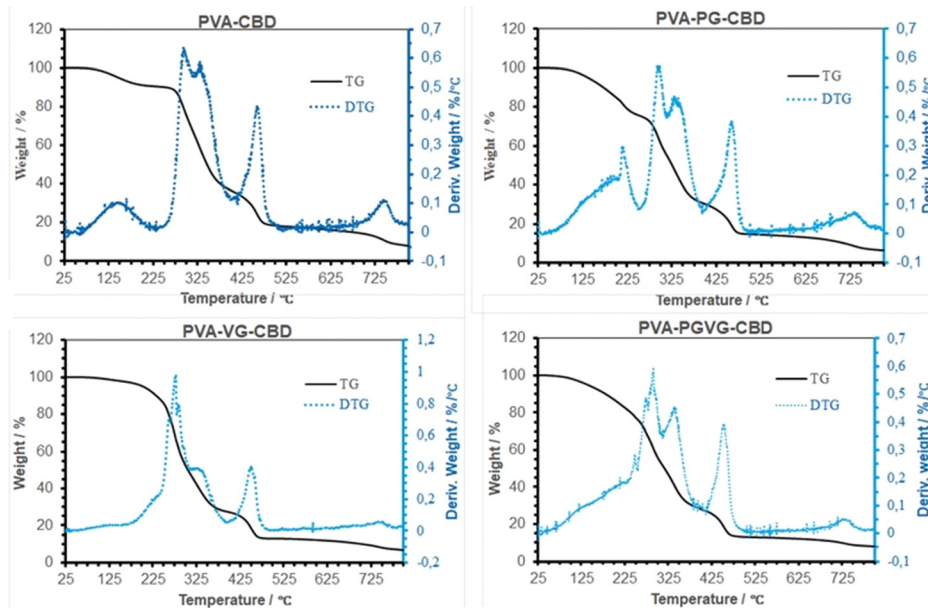 PVA-CBD
120
100
80
60
40
20
0
Weight / %
0,7
0,6
0,5
0,4
0,3
0,2
0,1
0
-0,1
Deriv. Weight / %/°C
TG
DTG
25 125 225 325 425 525 625 725
Temperature / °C
PVA-PG-CBD
120
100
80
60
40
20
0
Weight / %
0,7
0,6
0,5
0,4
0,3
0,2
0,1
0
-0,1
Deriv. Weight / %/°C
TG
DTG
25 125 225 325 425 525 625 725
Temperature / °C
PVA-VG-CBD
120
100
80
60
40
20
0
Weight / %
1,2
1
0,8
0,6
0,4
0,2
0
-0,2
Deriv. Weight / %/°C
TG
DTG
25 125 225 325 425 525 625 725
Temperature / °C
PVA-PGVG-CBD
120
100
80
60
40
20
0
Weight / %
0,7
0,6
0,5
0,4
0,3
0,2
0,1
0
-0,1
Deriv. weight / %/°C
TG
DTG
25 125 225 325 425 525 625 725
Temperature / °C